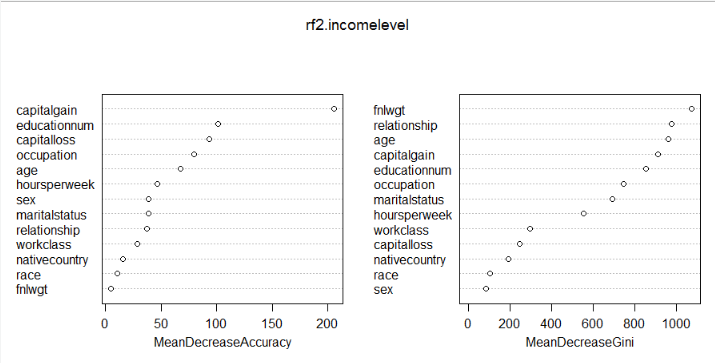 rf2.incomelevel
capitalgain
educationnum
capitalloss
occupation
age
hoursperweek
sex
maritalstatus
relationship
workclass
nativecountry
race
fnlwgt
0 50 100 150 200
MeanDecreaseAccuracy
fnlwgt
relationship
age
capitalgain
educationnum
occupation
maritalstatus
hoursperweek
workclass
capitalloss
nativecountry
race
sex
0 200 400 600 800 1000
MeanDecreaseGini